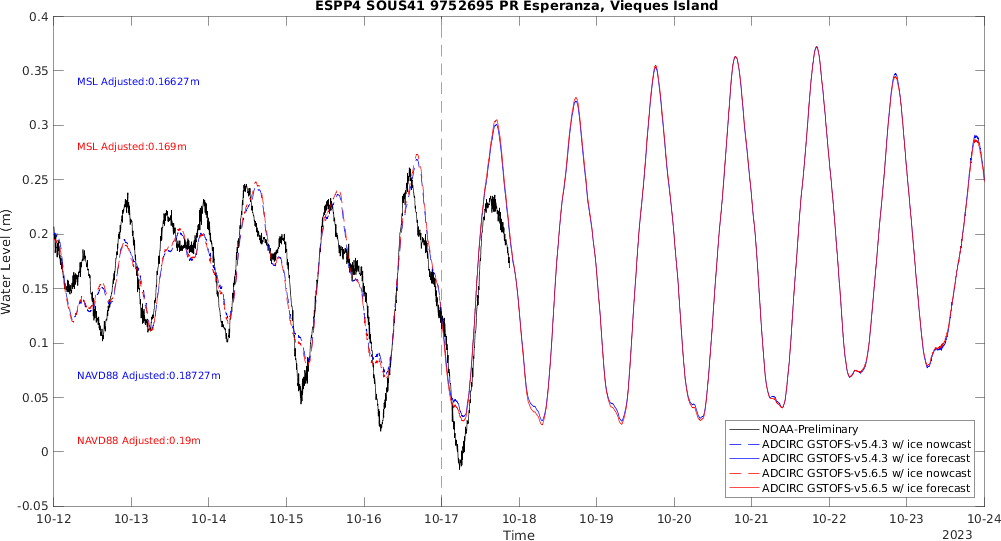 ESPP4 SOUS41 9752695 PR Esperanza, Vieques Island
0.4
0.35
0.3
0.25
0.2
0.15
0.1
0.05
0
-0.05
Water Level (m)
MSL Adjusted:0.16627m
MSL Adjusted:0.169m
NAVD88 Adjusted:0.18727m
NAVD88 Adjusted:0.19m
NOAA-Preliminary
ADCIRC GSTOFS-v5.4.3 w/ ice nowcast
ADCIRC GSTOFS-v5.4.3 w/ ice forecast
ADCIRC GSTOFS-v5.6.5 w/ ice nowcast
ADCIRC GSTOFS-v5.6.5 w/ ice forecast
10-12 10-13 10-14 10-15 10-16 10-17 10-18 10-19 10-20 10-21 10-22 10-23 10-24
Time
2023